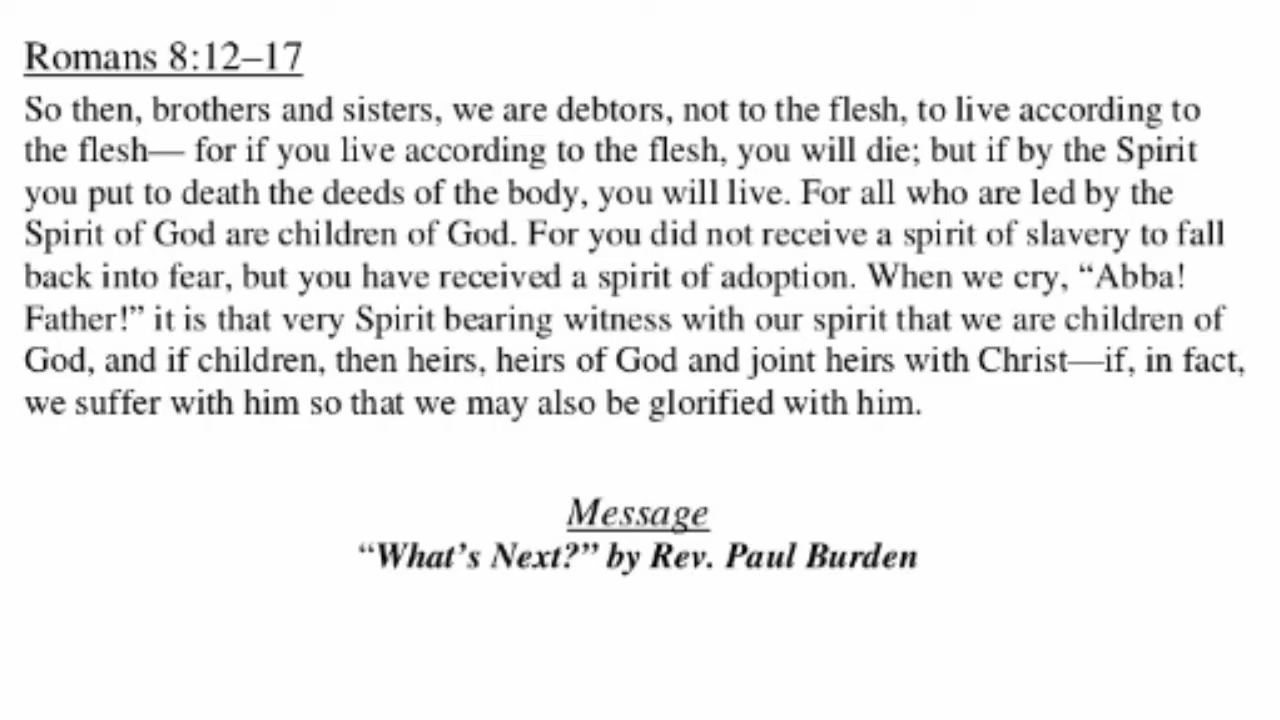 Romans 8:12–17
So then, brothers and sisters, we are debtors, not to the flesh, to live according to
the flesh— for if you live according to the flesh, you will die; but if by the Spirit
you put to death the deeds of the body, you will live. For all who are led by the
Spirit of God are children of God. For you did not receive a spirit of slavery to fall
back into fear, but you have received a spirit of adoption. When we cry, “Abba!
Father!” it is that very Spirit bearing witness with our spirit that we are children of
God, and if children, then heirs, heirs of God and joint heirs with Christ—if, in fact,
we suffer with him so that we may also be glorified with him.
Message
“What’s Next?” by Rev. Paul Burden